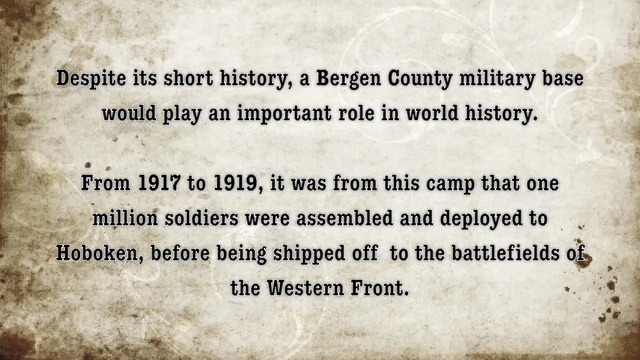 Despite its short history, a Bergen County military base
would play an important role in world history.
From 1917 to 1919, it was from this camp that one
million soldiers were assembled and deployed to
Hoboken, before being shipped off to the battlefields of
the Western Front.